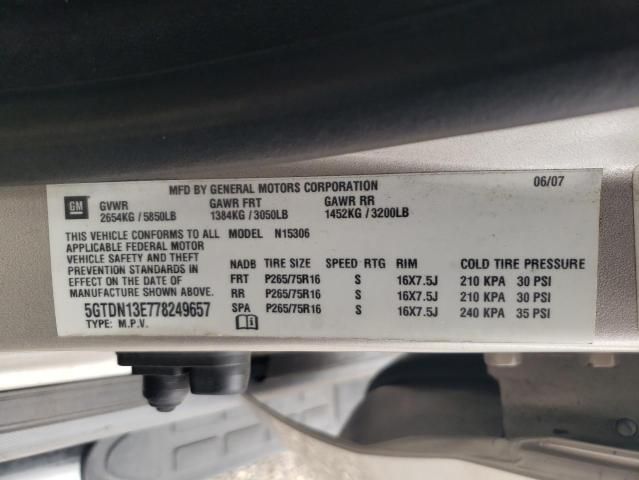 MFD BY GENERAL MOTORS CORPORATION 06/07
GM GVWR GAWR FRT GAWR RR
2654KG / 5850LB 1384KG / 3050LB 1452KG / 3200LB
THIS VEHICLE CONFORMS TO ALL MODEL N15306
APPLICABLE FEDERAL MOTOR
VEHICLE SAFETY AND THEFT
PREVENTION STANDARDS IN
EFFECT ON THE DATE OF
MANUFACTURE SHOWN ABOVE.
5GTDN13E778249657
TYPE: M.P.V.
NADB TIRE SIZE SPEED RTG RIM COLD TIRE PRESSURE
FRT P265/75R16 S 16X7.5J 210 KPA 30 PSI
RR P265/75R16 S 16X7.5J 210 KPA 30 PSI
SPA P265/75R16 S 16X7.5J 240 KPA 35 PSI